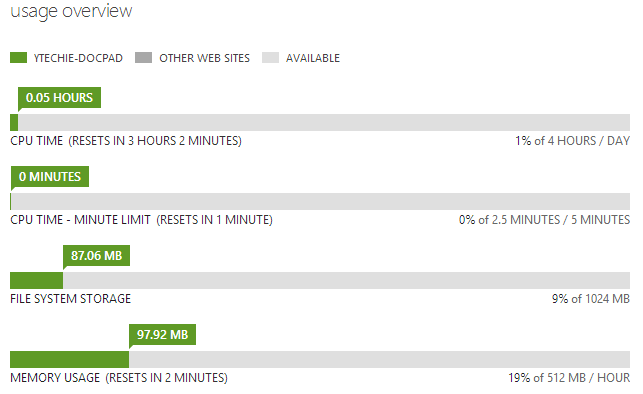 usage overview
YTECHIE-DOCPAD OTHER WEB SITES AVAILABLE
0.05 HOURS
CPU TIME (RESETS IN 3 HOURS 2 MINUTES) 1% of 4 HOURS / DAY
0 MINUTES
CPU TIME - MINUTE LIMIT (RESETS IN 1 MINUTE) 0% of 2.5 MINUTES / 5 MINUTES
87.06 MB
FILE SYSTEM STORAGE 9% of 1024 MB
97.92 MB
MEMORY USAGE (RESETS IN 2 MINUTES) 19% of 512 MB / HOUR